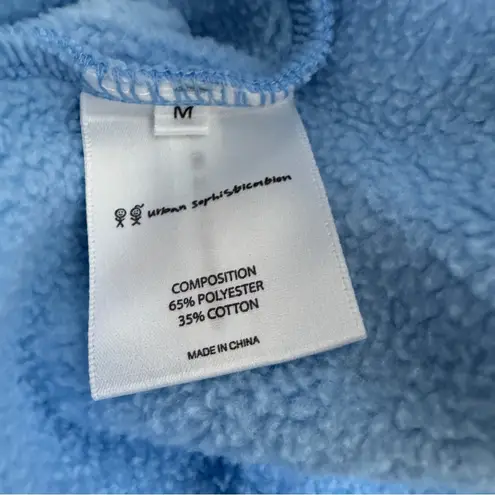 M
urban sophistication
COMPOSITION
65% POLYESTER
35% COTTON
MADE IN CHINA